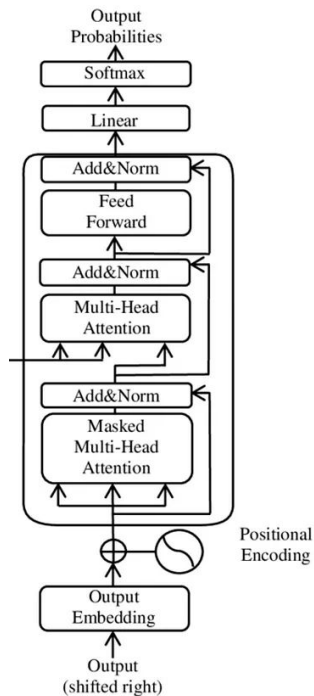 Output
Probabilities
Softmax
Linear
Add&Norm
Feed
Forward
Add&Norm
Multi-Head
Attention
Add&Norm
Masked
Multi-Head
Attention
Positional
Encoding
Output
Embedding
Output
(shifted right)